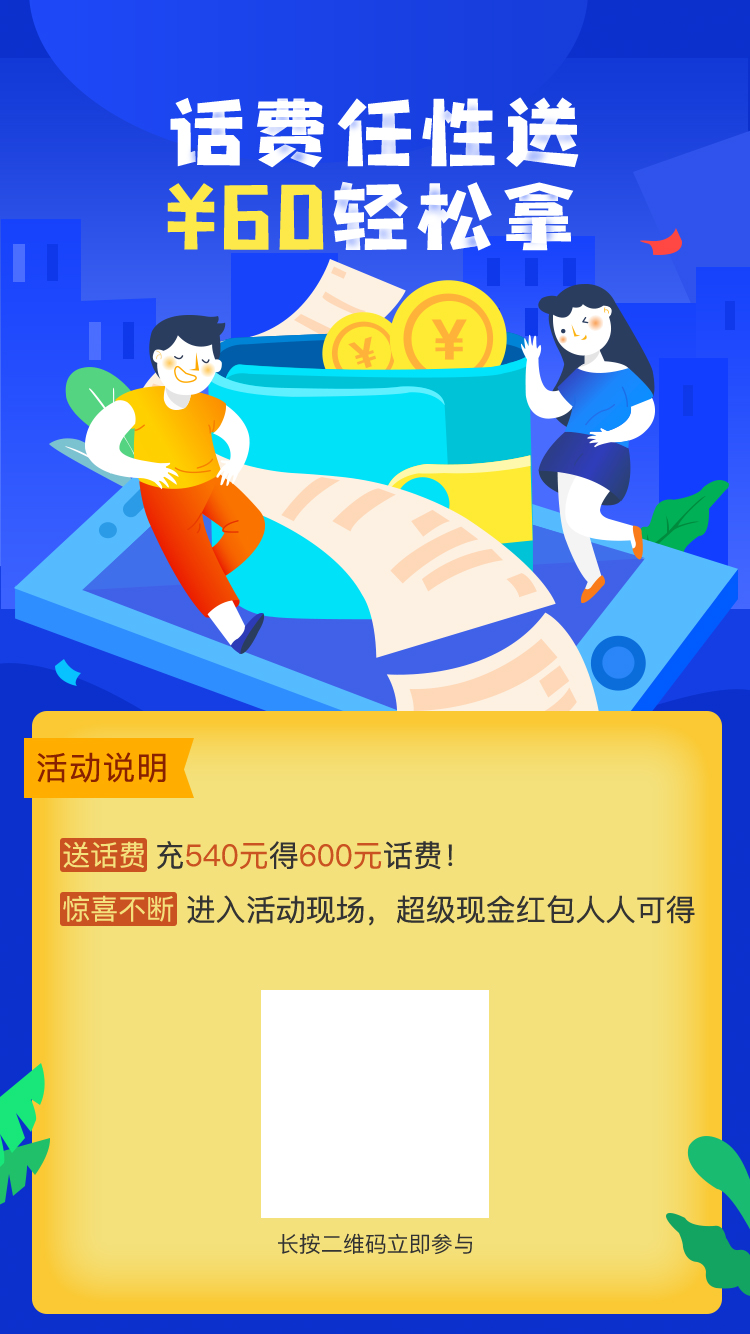 话费任性送
¥60轻松拿
¥
¥
活动说明
送话费 充540元得600元话费！
惊喜不断 进入活动现场，超级现金红包人人可得
长按二维码立即参与